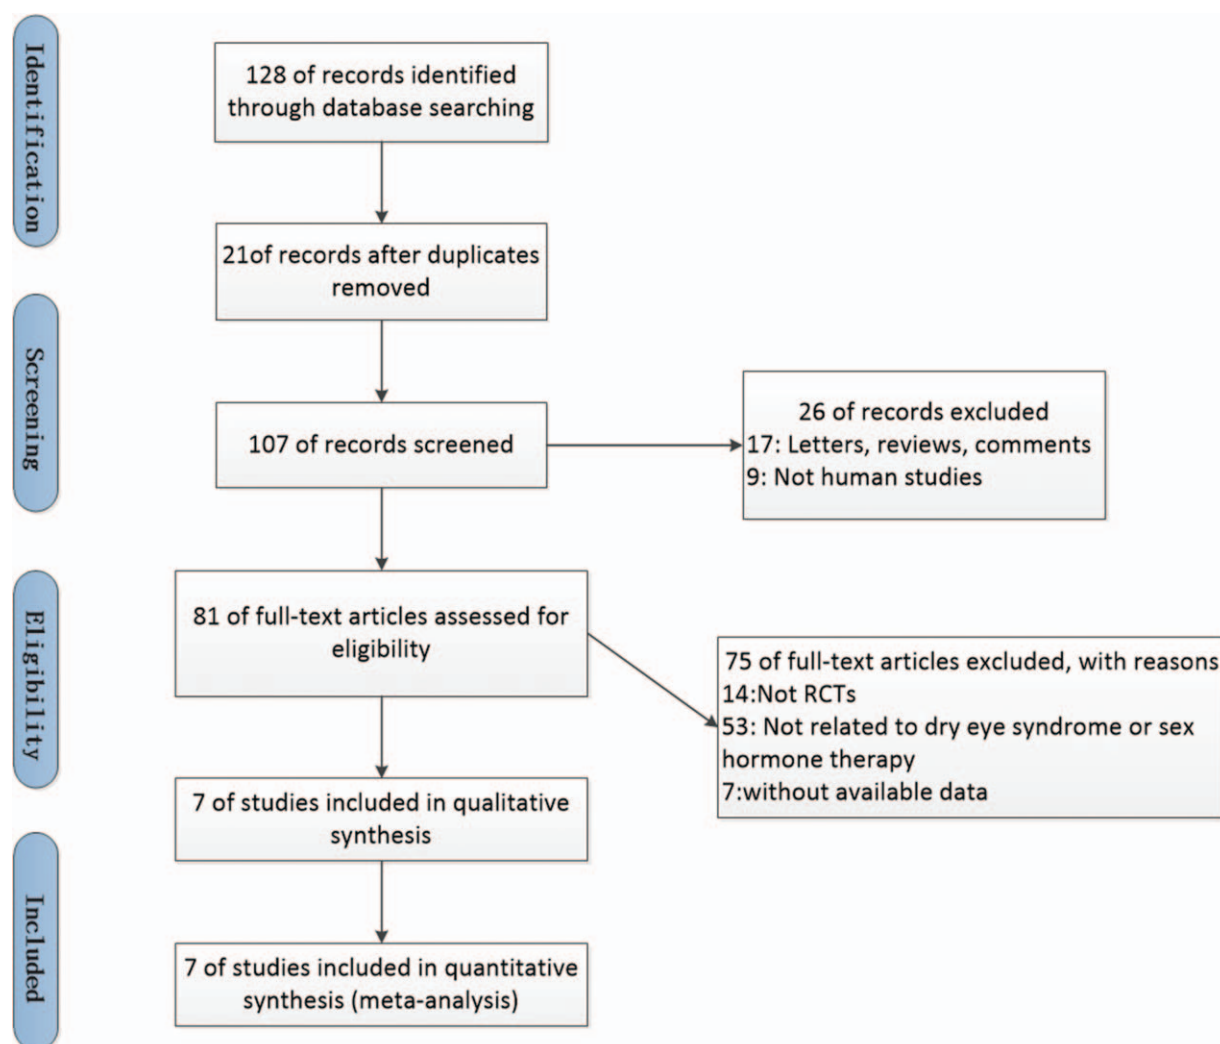 Identification
128 of records identified
through database searching
21of records after duplicates
removed
Screening
107 of records screened
26 of records excluded
17: Letters, reviews, comments
9: Not human studies
Eligibility
81 of full-text articles assessed for
eligibility
75 of full-text articles excluded, with reasons
14:Not RCTs
53: Not related to dry eye syndrome or sex
hormone therapy
7:without available data
7 of studies included in qualitative
synthesis
Included
7 of studies included in quantitative
synthesis (meta-analysis)